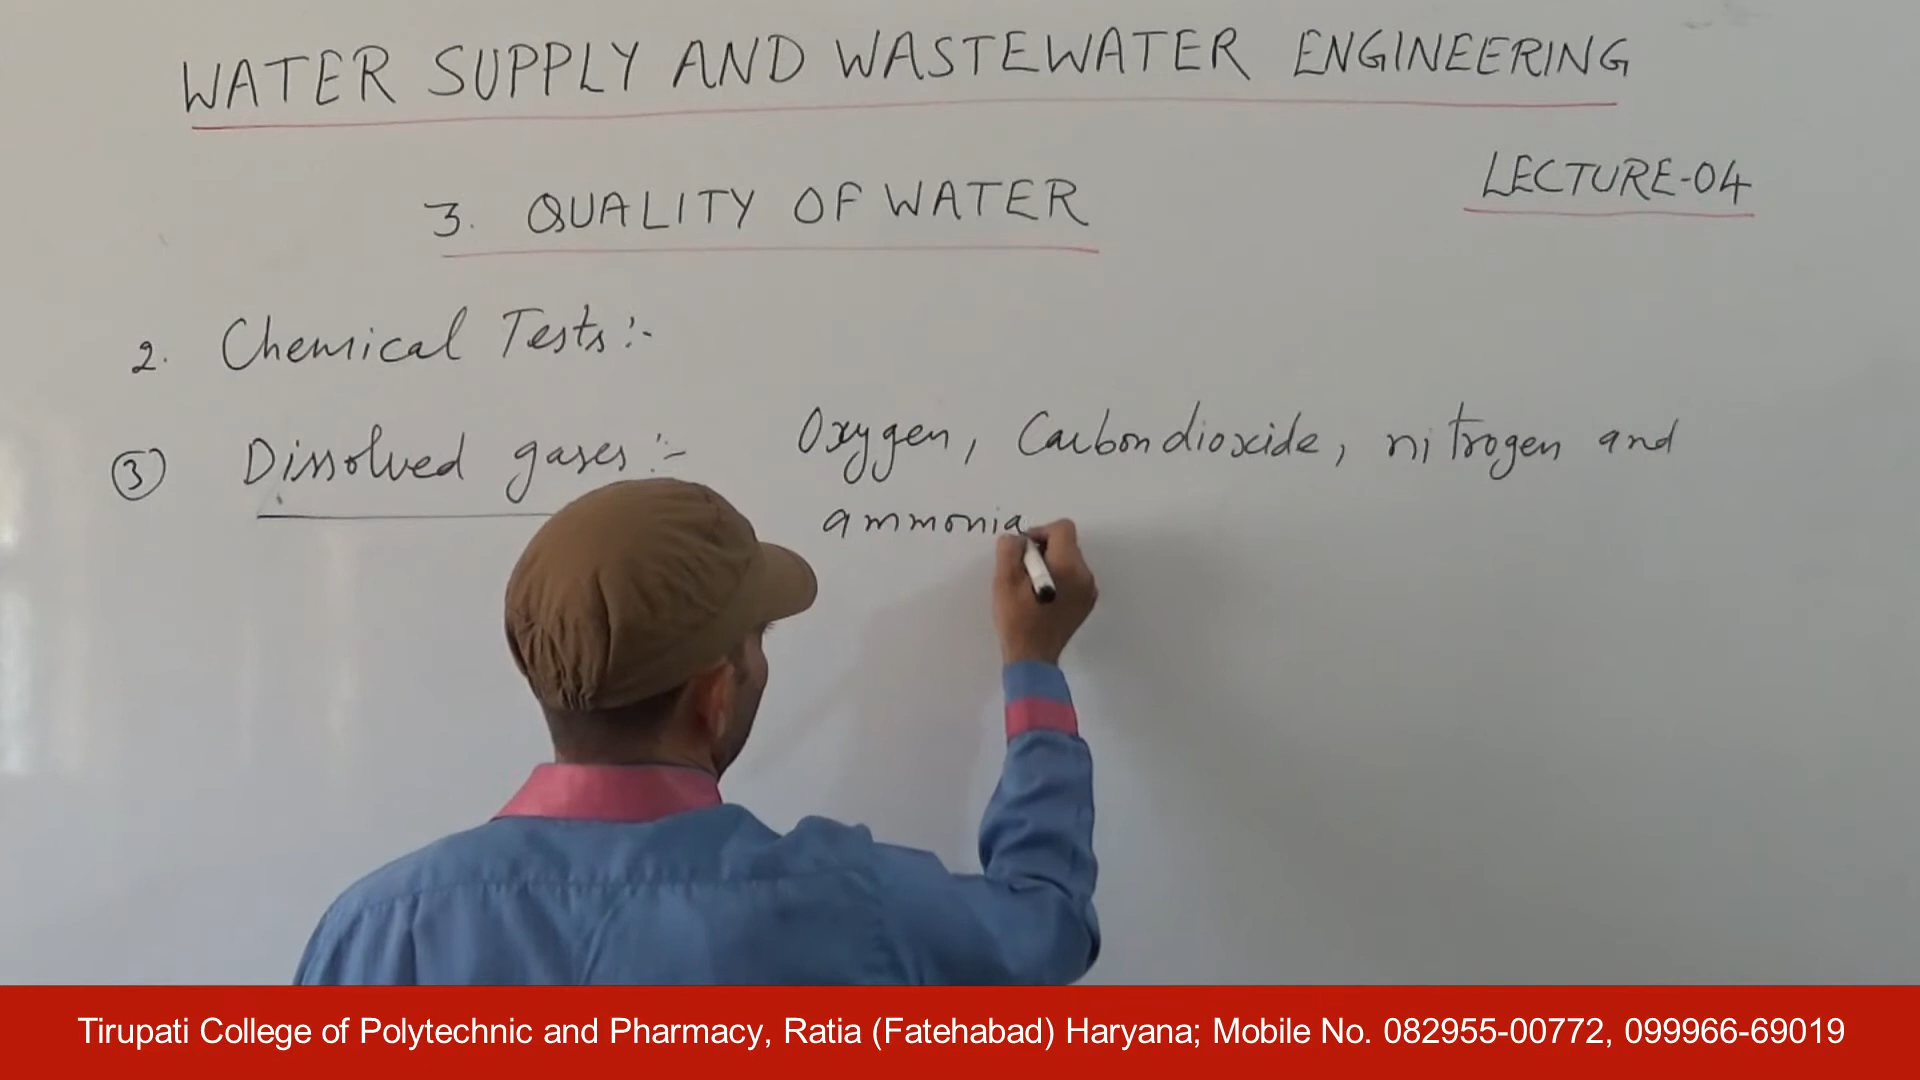 WATER SUPPLY AND WASTEWATER ENGINEERING
LECTURE-04
3. QUALITY OF WATER
2. Chemical Tests:-
3 Dissolved gases:- Oxygen, Carbondioxide, nitrogen and
ammonia
Tirupati College of Polytechnic and Pharmacy, Ratia (Fatehabad) Haryana; Mobile No. 082955-00772, 099966-69019